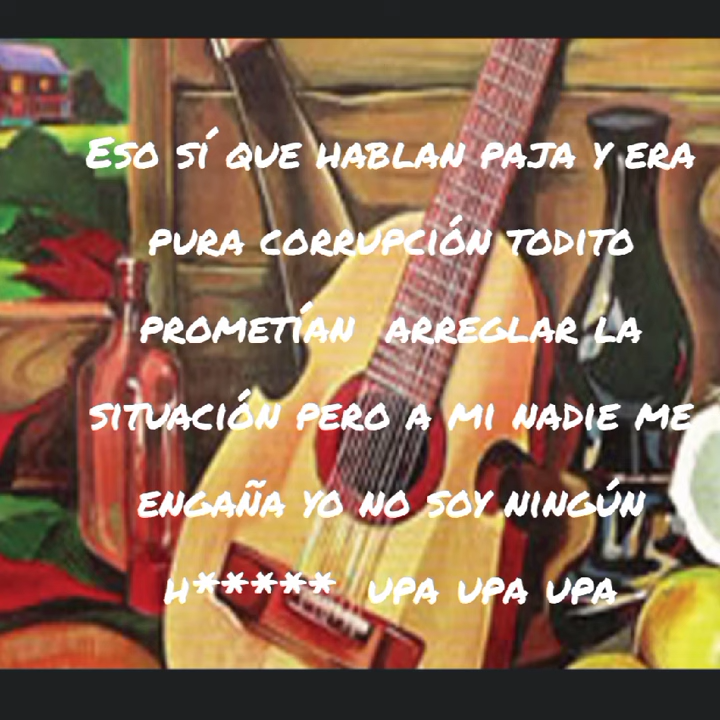 Eso sí que hablan paja y era
pura corrupción todito
prometían arreglar la
situación pero a mi nadie me
engaña yo no soy ningún
h***** upa upa upa